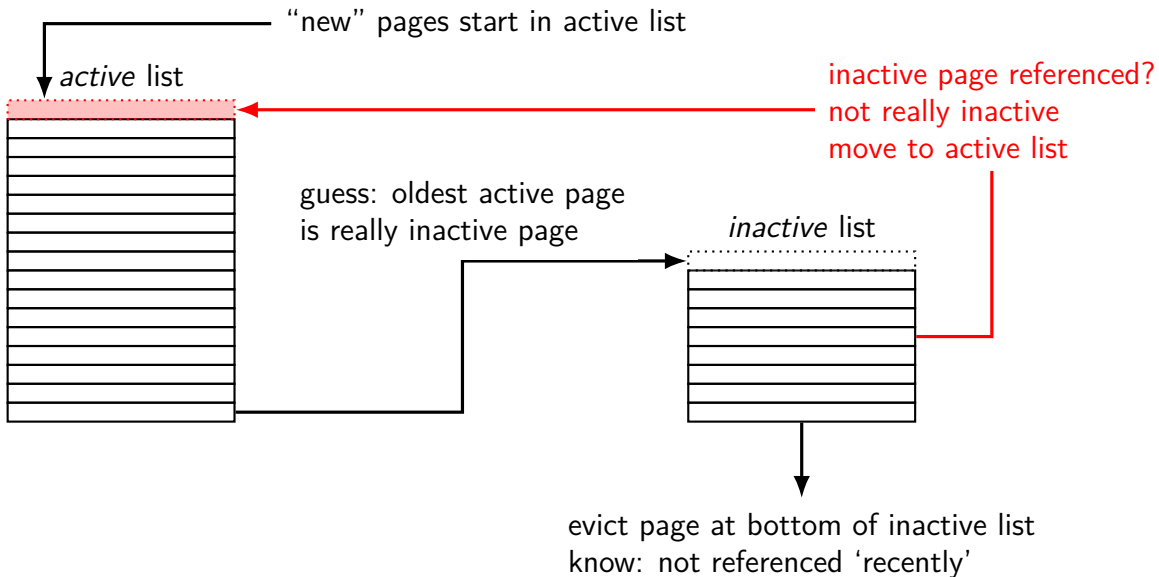 “new” pages start in active list
active list
inactive page referenced?
not really inactive
move to active list
guess: oldest active page
is really inactive page
inactive list
evict page at bottom of inactive list
know: not referenced ‘recently’